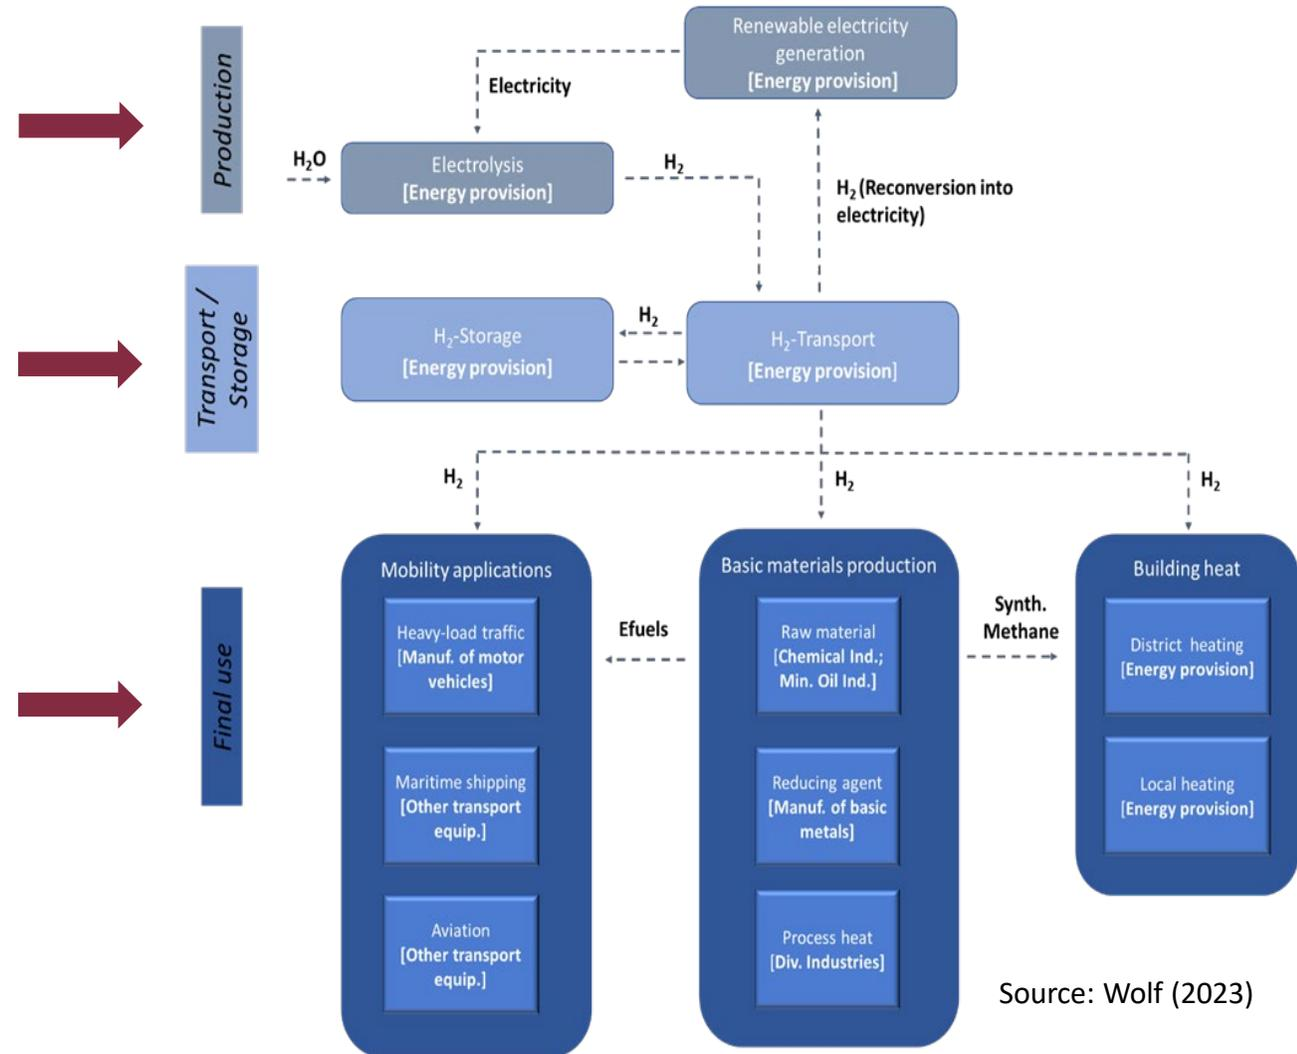 Production
Renewable electricity
generation
[Energy provision]
Electricity
H₂O
Electrolysis
[Energy provision]
H₂
H₂ (Reconversion into
electricity)
Transport /
Storage
H₂-Storage
[Energy provision]
H₂
H₂-Transport
[Energy provision]
H₂
H₂
H₂
Final use
Mobility applications
Heavy-load traffic
[Manuf. of motor
vehicles]
Maritime shipping
[Other transport
equip.]
Aviation
[Other transport
equip.]
Efuels
Basic materials production
Raw material
[Chemical Ind.;
Min. Oil Ind.]
Reducing agent
[Manuf. of basic
metals]
Process heat
[Div. Industries]
Synth.
Methane
Building heat
District heating
[Energy provision]
Local heating
[Energy provision]
Source: Wolf (2023)